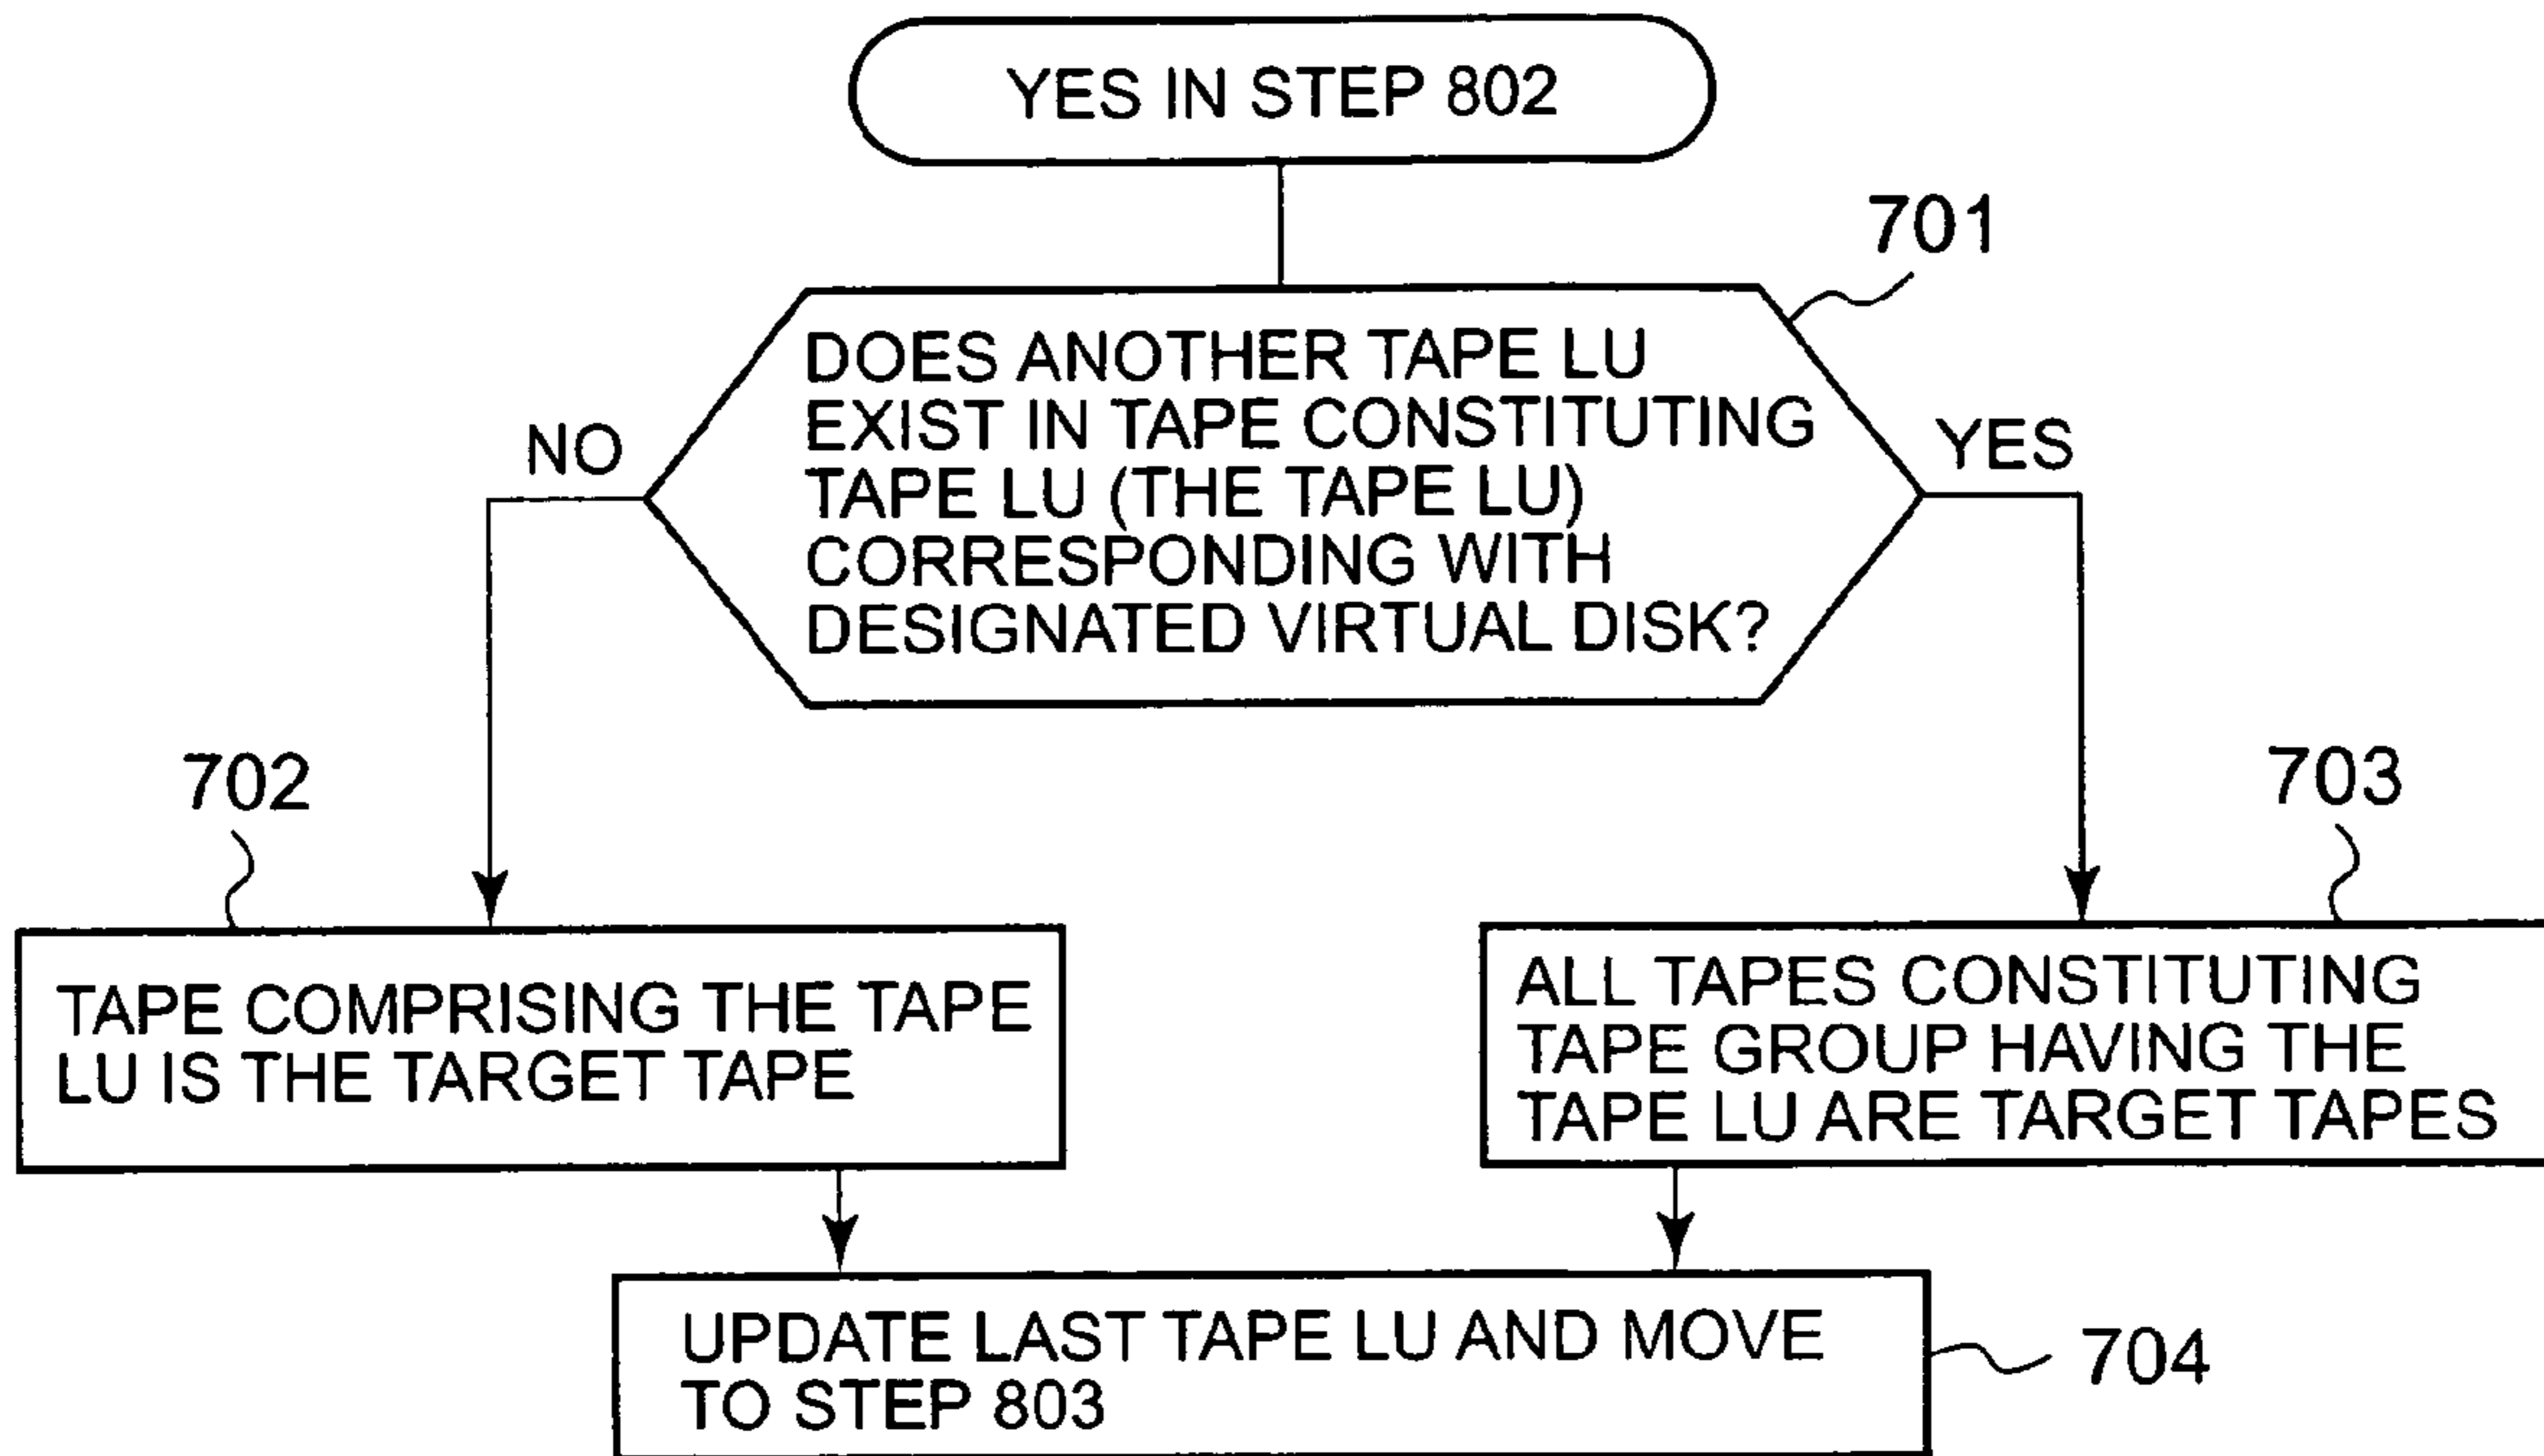 YES IN STEP 802
701
DOES ANOTHER TAPE LU
EXIST IN TAPE CONSTITUTING
TAPE LU (THE TAPE LU)
CORRESPONDING WITH
DESIGNATED VIRTUAL DISK?
NO
YES
702
703
TAPE COMPRISING THE TAPE
LU IS THE TARGET TAPE
ALL TAPES CONSTITUTING
TAPE GROUP HAVING THE
TAPE LU ARE TARGET TAPES
UPDATE LAST TAPE LU AND MOVE
TO STEP 803
704